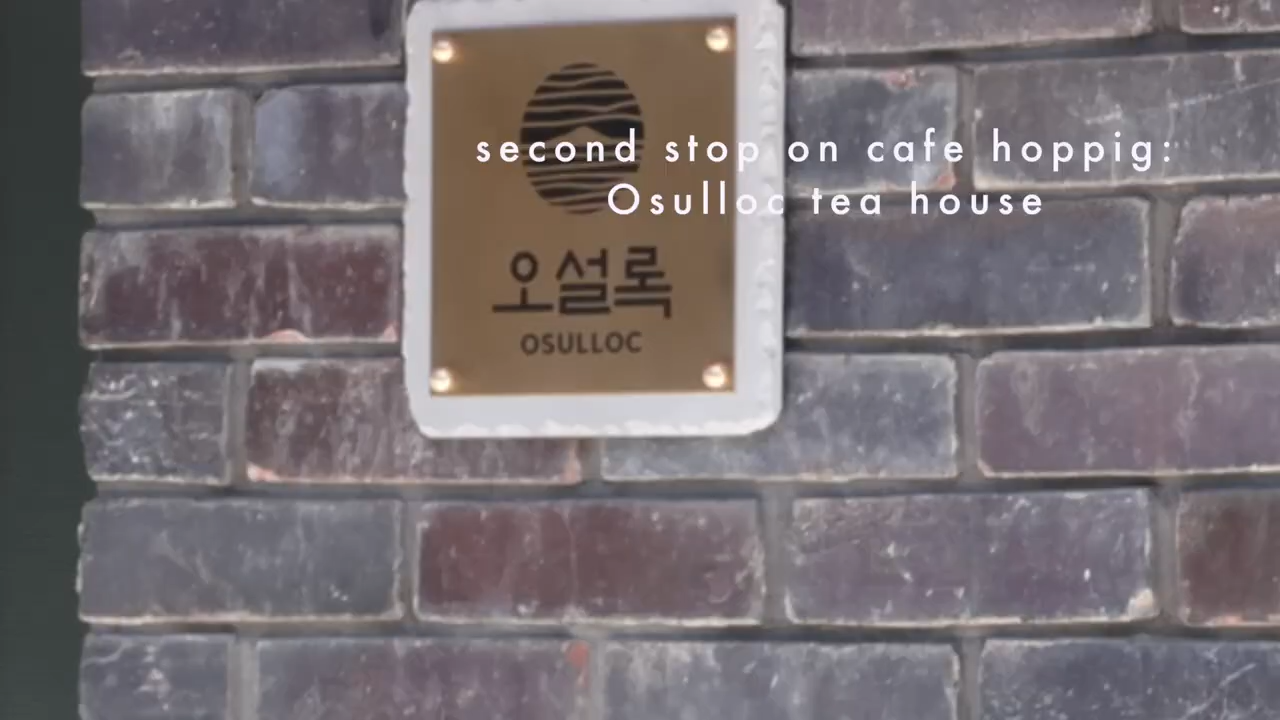 second stop on cafe hoppig:
Osulloc tea house
오설록
OSULLOC